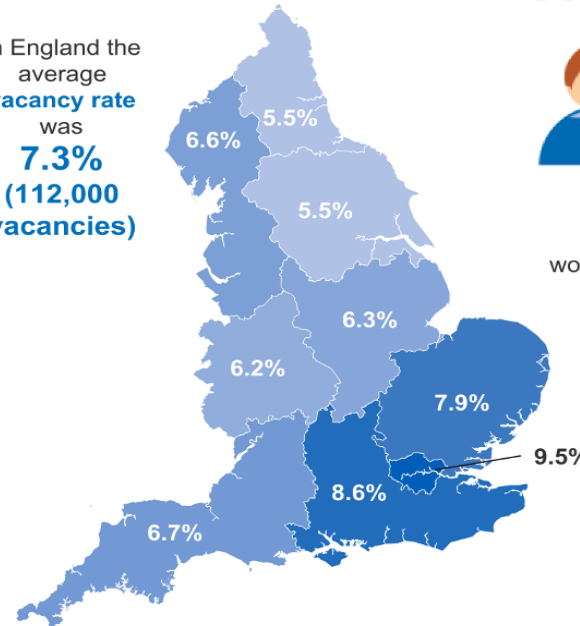 England the
average
vacancy rate
was
7.3%
(112,000
vacancies)
5.5%
6.6%
5.5%
6.3%
6.2%
7.9%
9.5%
8.6%
6.7%
wo